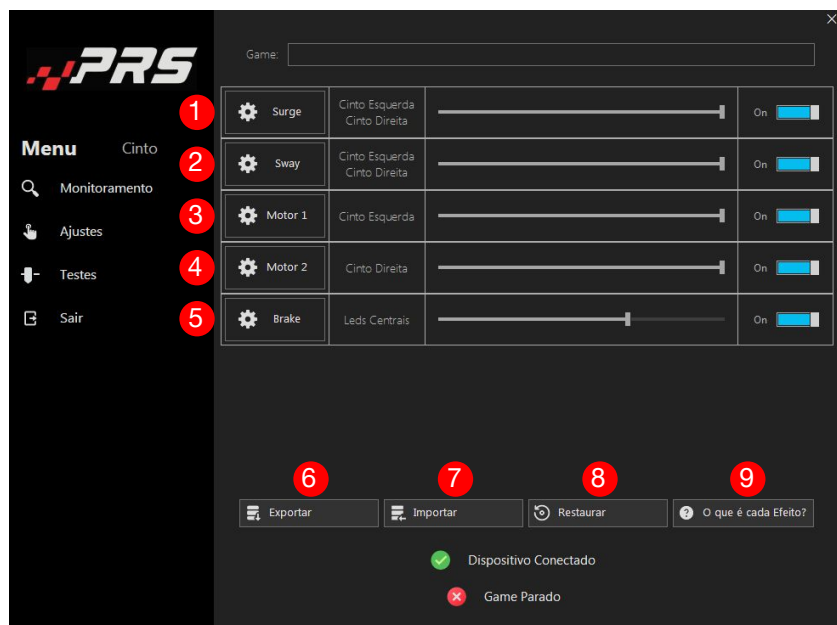 PRS
Game:
1
Surge
Cinto Esquerda
Cinto Direita
On
Menu
Cinto
2
Sway
Cinto Esquerda
Cinto Direita
On
Monitoramento
3
Motor 1
Cinto Esquerda
On
Ajustes
4
Motor 2
Cinto Direita
On
Testes
5
Brake
Leds Centrais
On
Sair
6
7
8
9
Exportar
Importar
Restaurar
? O que é cada Efeito?
Dispositivo Conectado
Game Parado